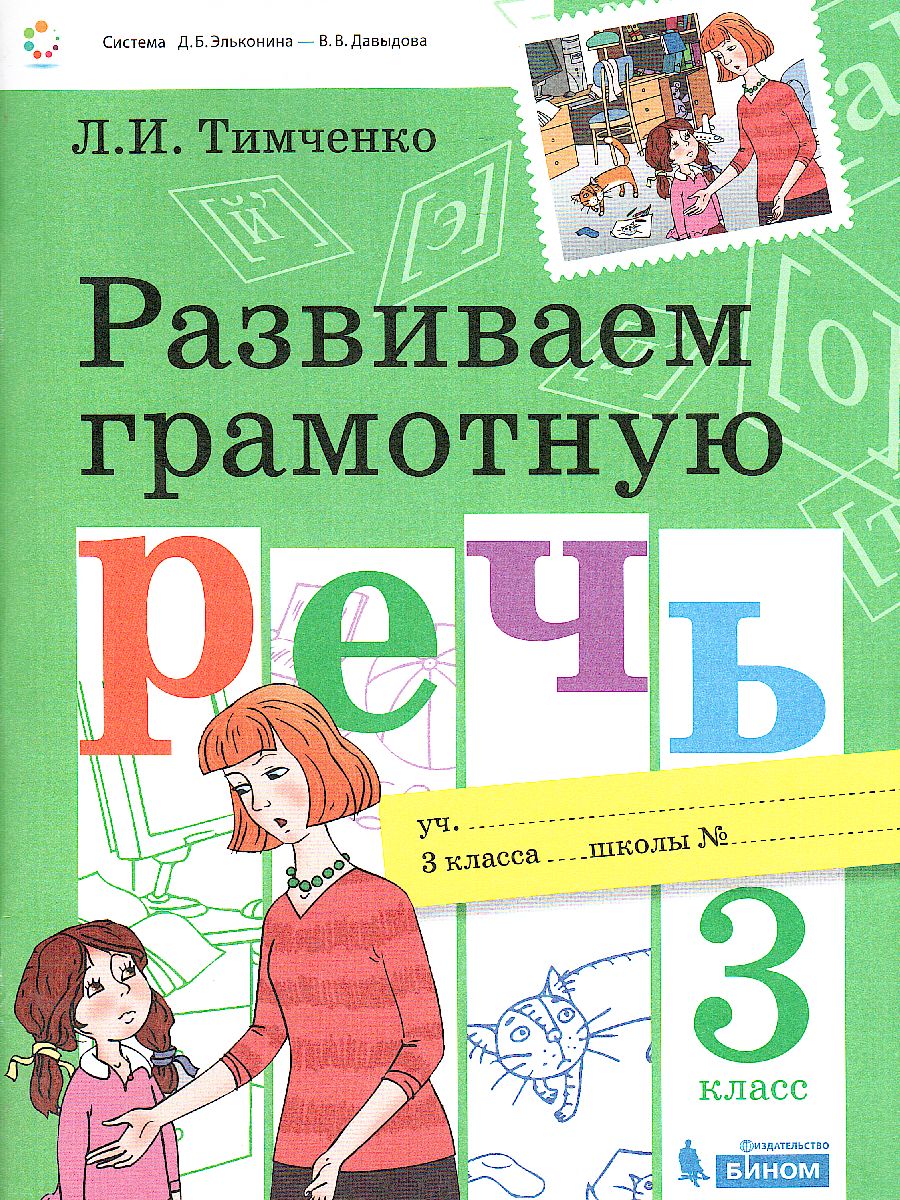 Система Д.Б.Эльконина — В.В.Давыдова
Л.И. Тимченко
[й']
[э]
[о]
Развиваем
грамотную
речь
уч.
3 класса школы №
3
класс
ИЗДАТЕЛЬСТВО
БИНОМ